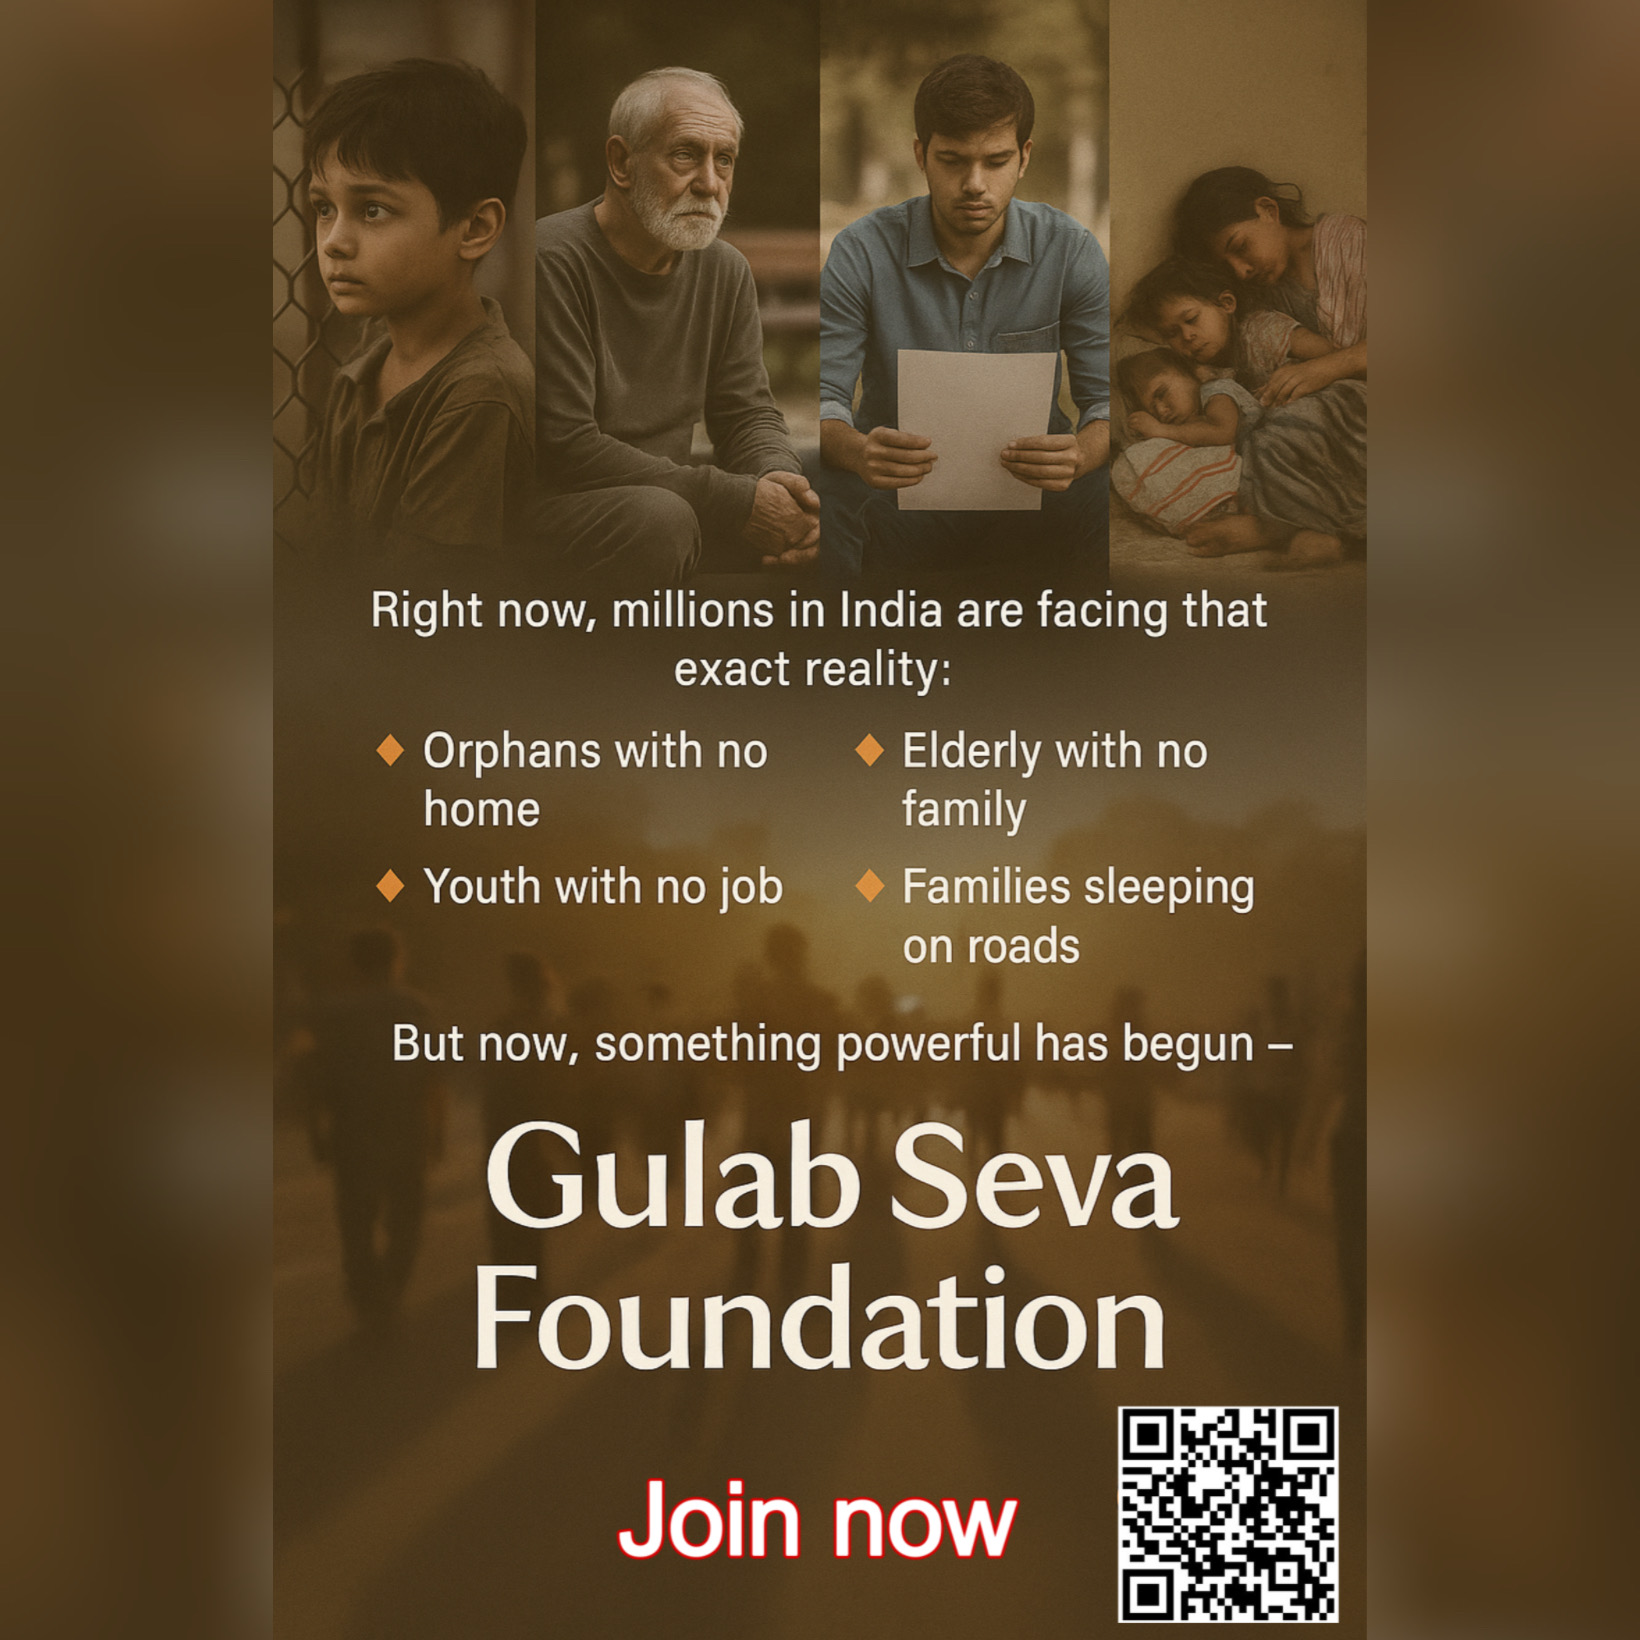 Right now, millions in India are facing that
exact reality:
◆ Orphans with no
home
◆ Elderly with no
family
◆ Youth with no job
◆ Families sleeping
on roads
But now, something powerful has begun –
Gulab Seva
Foundation
Join now